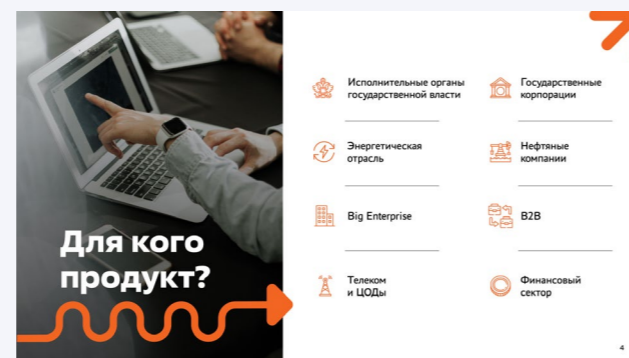 Для кого
продукт?
Исполнительные органы
государственной власти
Государственные
корпорации
Энергетическая
отрасль
Нефтяные
компании
Big Enterprise
B2B
Телеком
и ЦОДы
Финансовый
сектор
4